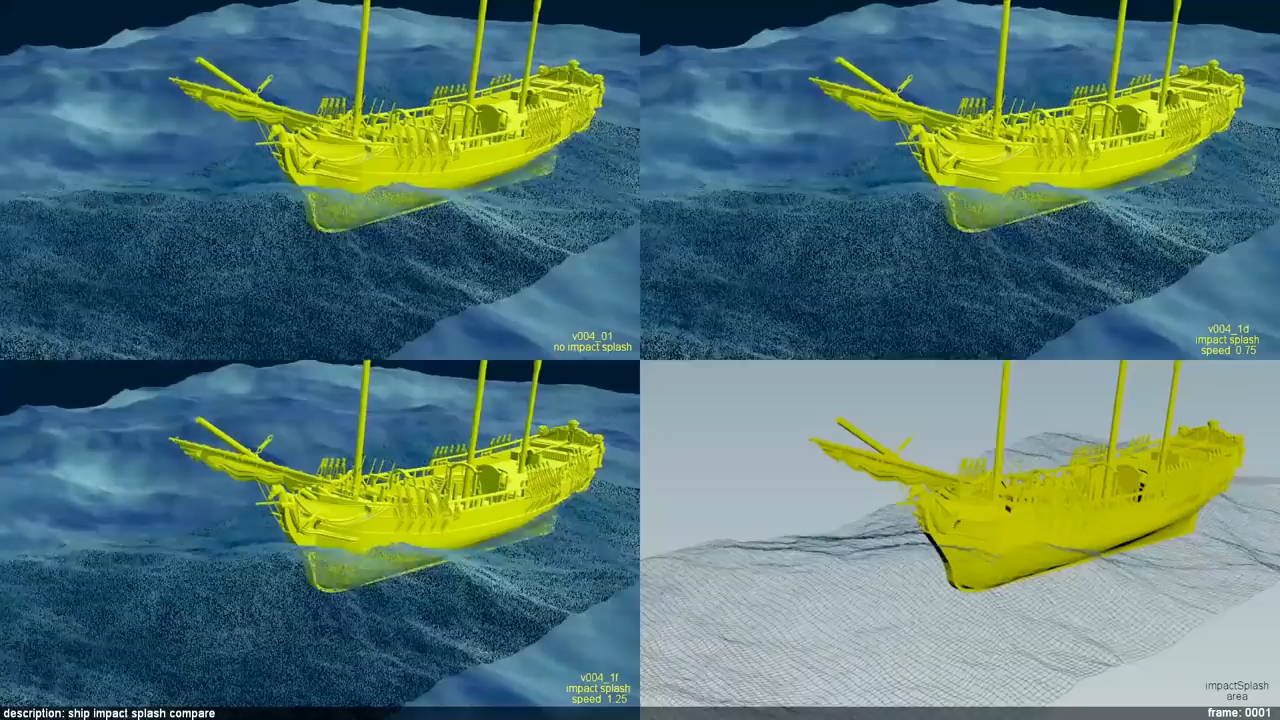 v004_01
no impact splash
v004_1d
impact splash
speed 0.75
v004_1f
impact splash
speed 1.25
impactSplash
area
description: ship impact splash compare
frame: 0001